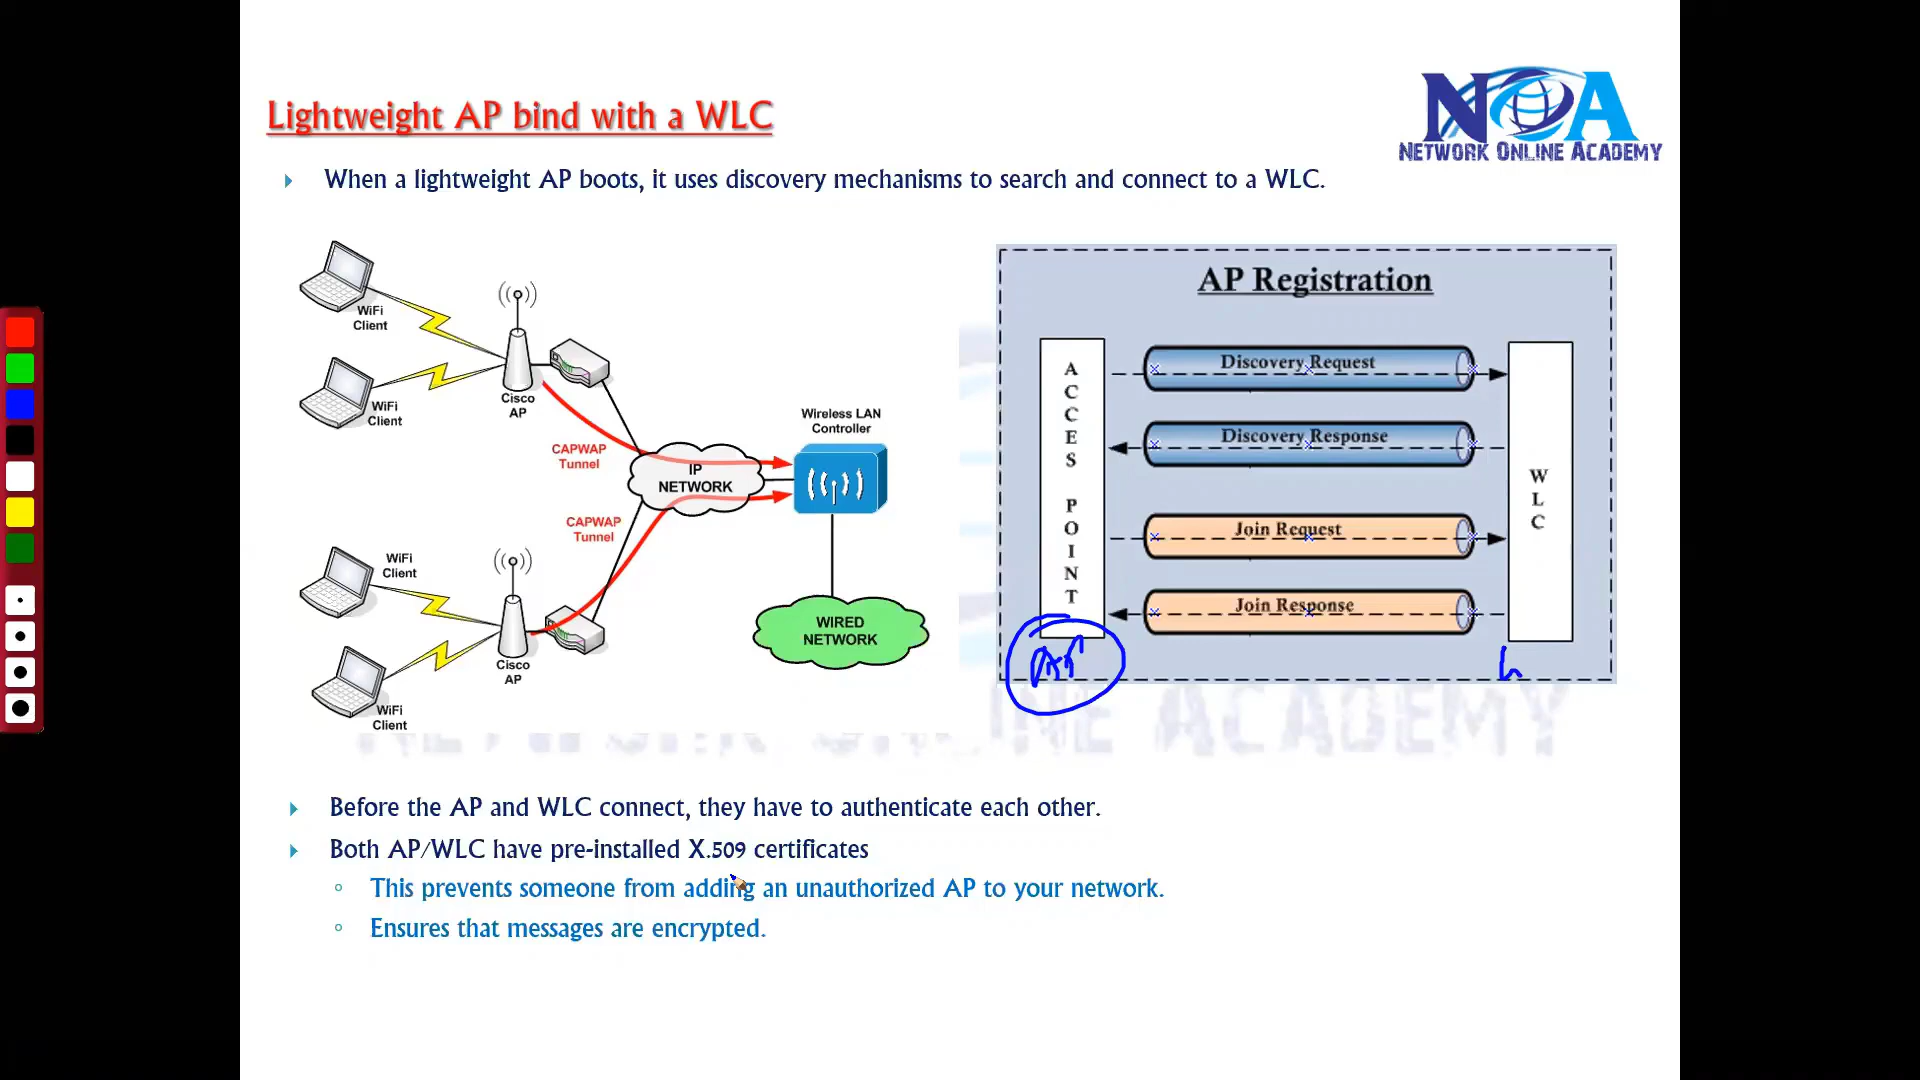 NOA
NETWORK ONLINE ACADEMY
Lightweight AP bind with a WLC
When a lightweight AP boots, it uses discovery mechanisms to search and connect to a WLC.
WiFi
Client
WiFi
Client
Cisco
AP
CAPWAP
Tunnel
IP
NETWORK
Wireless LAN
Controller
CAPWAP
Tunnel
WiFi
Client
WiFi
Client
Cisco
AP
WIRED
NETWORK
AP Registration
ACCESS POINT
Discovery Request
Discovery Response
Join Request
Join Response
WLC
AP
NETWORK ONLINE ACADEMY
Before the AP and WLC connect, they have to authenticate each other.
Both AP/WLC have pre-installed X.509 certificates
This prevents someone from adding an unauthorized AP to your network.
Ensures that messages are encrypted.